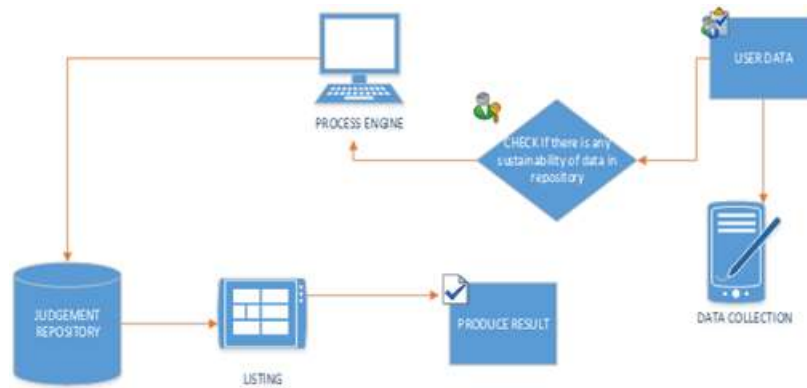 USER DATA
PROCESS ENGINE
CHECK If there is any
sustainability of data in
repository
JUDGEMENT
REPOSITORY
PRODUCE RESULT
DATA COLLECTION
LISTING